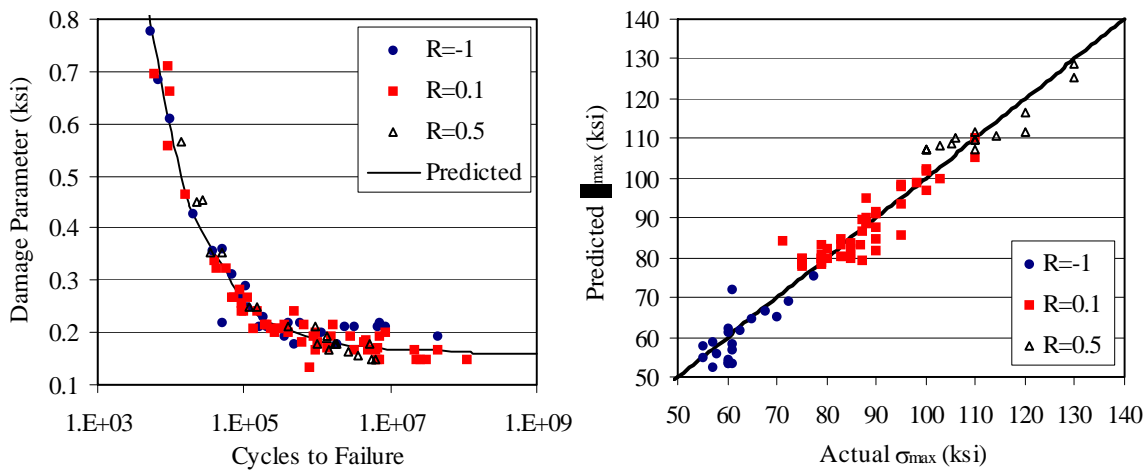 0.8
0.7
0.6
0.5
0.4
0.3
0.2
0.1
Damage Parameter (ksi)
R=-1
R=0.1
R=0.5
Predicted
1.E+03
1.E+05
1.E+07
1.E+09
Cycles to Failure
140
130
120
110
100
90
80
70
60
50
Predicted max (ksi)
R=-1
R=0.1
R=0.5
50
60
70
80
90
100
110
120
130
140
Actual σmax (ksi)